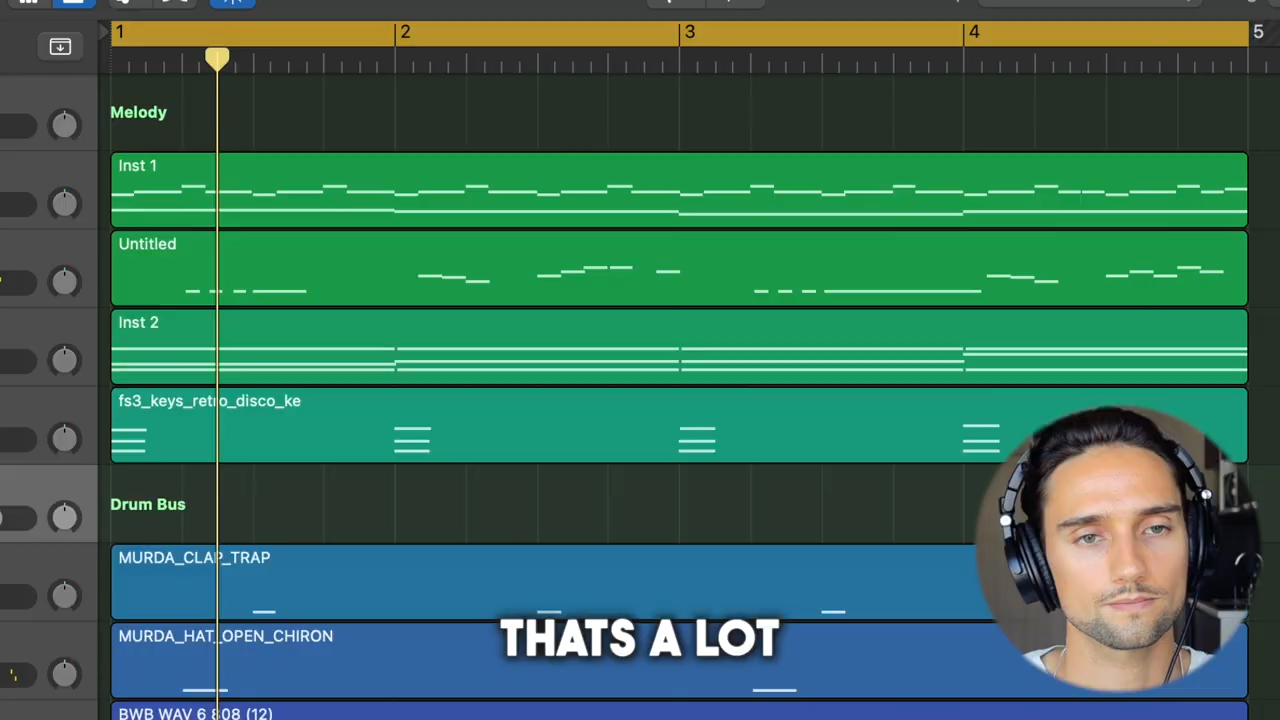 1 2 3 4 5
Melody
Inst 1
Untitled
Inst 2
fs3_keys_retro_disco_ke
Drum Bus
MURDA_CLAP_TRAP
THATS A LOT
MURDA_HAT_OPEN_CHIRON
BWB WAV 6 808 (12)